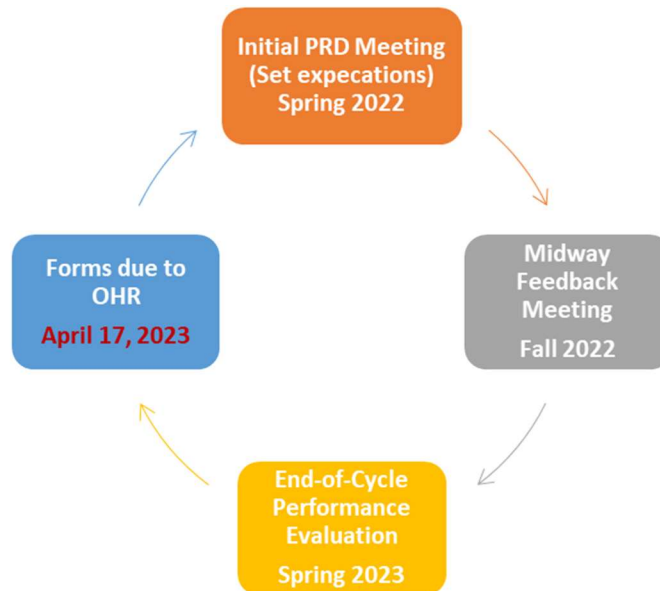 Initial PRD Meeting
(Set expecations)
Spring 2022
Midway
Feedback
Meeting
Fall 2022
End-of-Cycle
Performance
Evaluation
Spring 2023
Forms due to
OHR
April 17, 2023